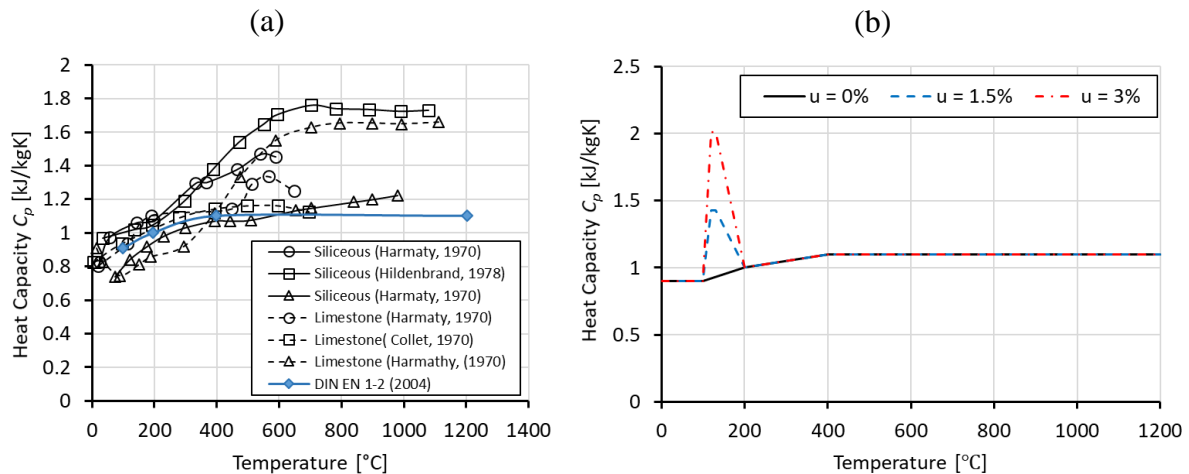 (a)
2
1.8
1.6
1.4
1.2
1
0.8
0.6
0.4
0.2
0
Heat Capacity Cp [kJ/kgK]
Siliceous (Harmaty, 1970)
Siliceous (Hildenbrand, 1978)
Siliceous (Harmaty, 1970)
Limestone (Harmaty, 1970)
Limestone( Collet, 1970)
Limestone (Harmathy, (1970)
DIN EN 1-2 (2004)
0 200 400 600 800 1000 1200 1400
Temperature [°C]
(b)
2.5
2
1.5
1
0.5
0
Heat Capacity Cp [kJ/kgK]
u = 0% u = 1.5% u = 3%
0 200 400 600 800 1000 1200
Temperature [°C]